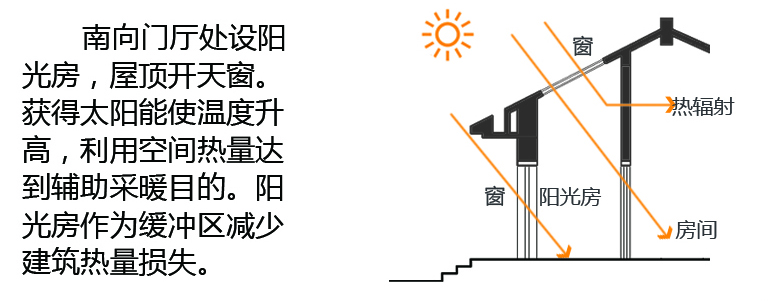 南向门厅处设阳
光房，屋顶开天窗。
获得太阳能使温度升
高，利用空间热量达
到辅助采暖目的。阳
光房作为缓冲区减少
建筑热量损失。
窗
热辐射
窗
阳光房
房间